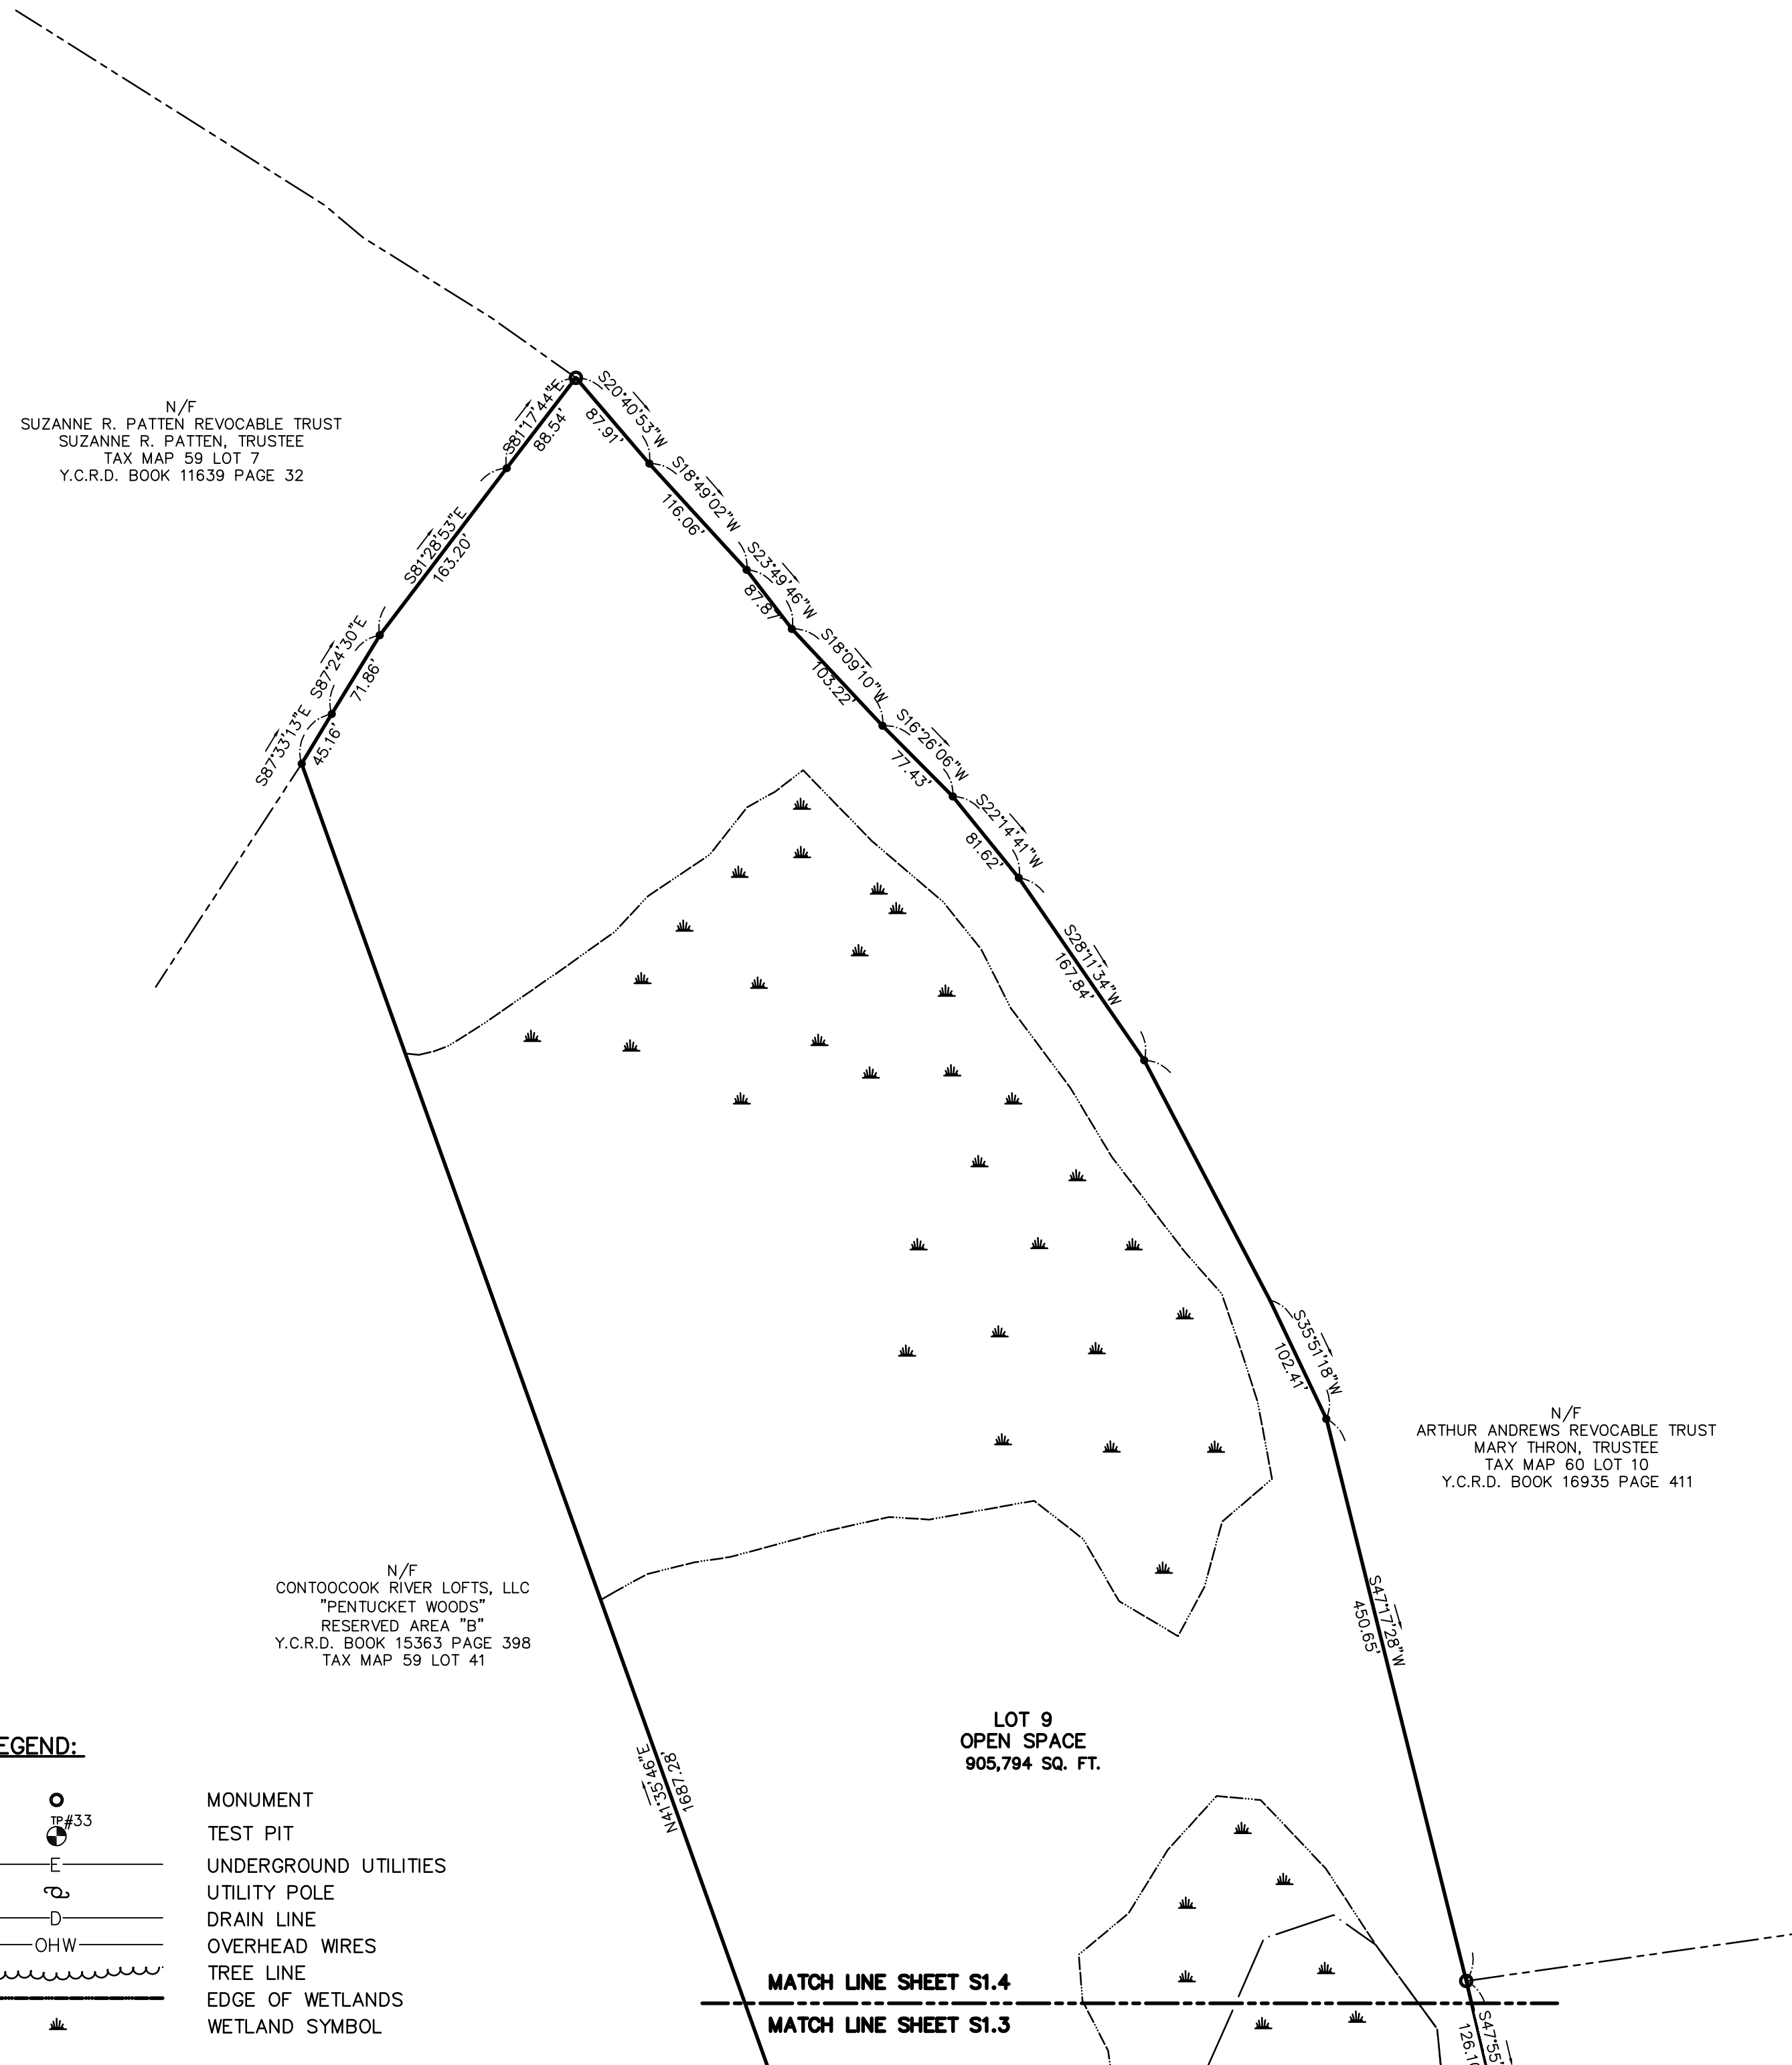 N/F
SUZANNE R. PATTEN REVOCABLE TRUST
SUZANNE R. PATTEN, TRUSTEE
TAX MAP 59 LOT 7
Y.C.R.D. BOOK 11639 PAGE 32
S81°17'44"E
88.54'
S81°28'53"E
163.20'
S87°24'30"E
71.86'
S87°33'13"E
45.16'
S20°40'53"W
87.91'
S18°49'02"W
116.06'
S23°49'46"W
87.87'
S18°09'10"W
103.22'
S16°26'06"W
77.43'
S22°14'41"W
81.62'
S28°11'34"W
167.84'
S35°51'18"W
102.41'
N/F
ARTHUR ANDREWS REVOCABLE TRUST
MARY THRON, TRUSTEE
TAX MAP 60 LOT 10
Y.C.R.D. BOOK 16935 PAGE 411
S47°17'28"W
450.65'
N/F
CONTOOCOOK RIVER LOFTS, LLC
"PENTUCKET WOODS"
RESERVED AREA "B"
Y.C.R.D. BOOK 15363 PAGE 398
TAX MAP 59 LOT 41
N41°35'46"E
1687.28'
LOT 9
OPEN SPACE
905,794 SQ. FT.
EGEND:
MONUMENT
TP#33
TEST PIT
E UNDERGROUND UTILITIES
UTILITY POLE
D DRAIN LINE
OHW OVERHEAD WIRES
TREE LINE
EDGE OF WETLANDS
WETLAND SYMBOL
MATCH LINE SHEET S1.4
MATCH LINE SHEET S1.3
S47°55'
126.1